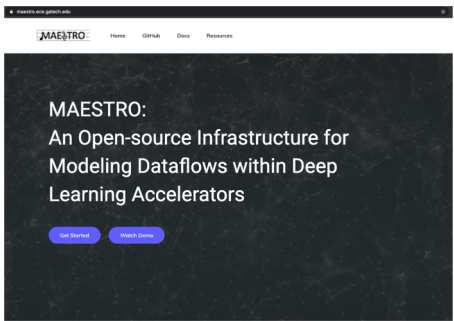 maestro.ece.gatech.edu
MAESTRO
Home GitHub Docs Resources
MAESTRO:
An Open-source Infrastructure for
Modeling Dataflows within Deep
Learning Accelerators
Get Started Watch Demo